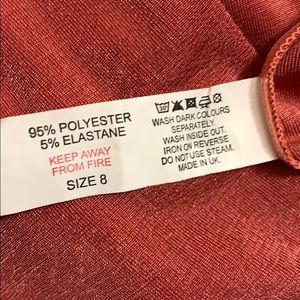 95% POLYESTER
5% ELASTANE
KEEP AWAY
FROM FIRE
SIZE 8
WASH DARK COLOURS
SEPARATELY.
WASH INSIDE OUT.
IRON ON REVERSE
DO NOT USE STEAM.
MADE IN UK.